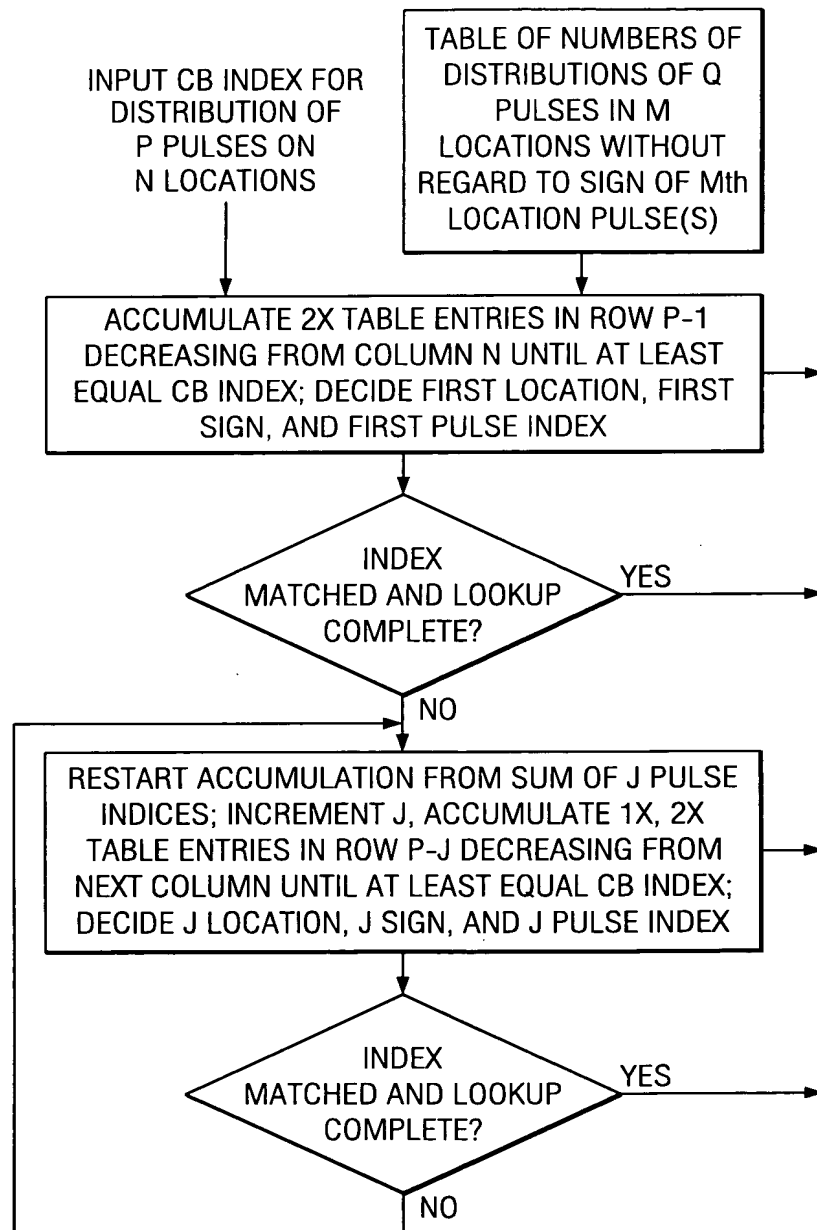 INPUT CB INDEX FOR
DISTRIBUTION OF
P PULSES ON
N LOCATIONS
TABLE OF NUMBERS OF
DISTRIBUTIONS OF Q
PULSES IN M
LOCATIONS WITHOUT
REGARD TO SIGN OF Mth
LOCATION PULSE(S)
ACCUMULATE 2X TABLE ENTRIES IN ROW P-1
DECREASING FROM COLUMN N UNTIL AT LEAST
EQUAL CB INDEX; DECIDE FIRST LOCATION, FIRST
SIGN, AND FIRST PULSE INDEX
INDEX
MATCHED AND LOOKUP
COMPLETE?
YES
NO
RESTART ACCUMULATION FROM SUM OF J PULSE
INDICES; INCREMENT J, ACCUMULATE 1X, 2X
TABLE ENTRIES IN ROW P-J DECREASING FROM
NEXT COLUMN UNTIL AT LEAST EQUAL CB INDEX;
DECIDE J LOCATION, J SIGN, AND J PULSE INDEX
INDEX
MATCHED AND LOOKUP
COMPLETE?
YES
NO